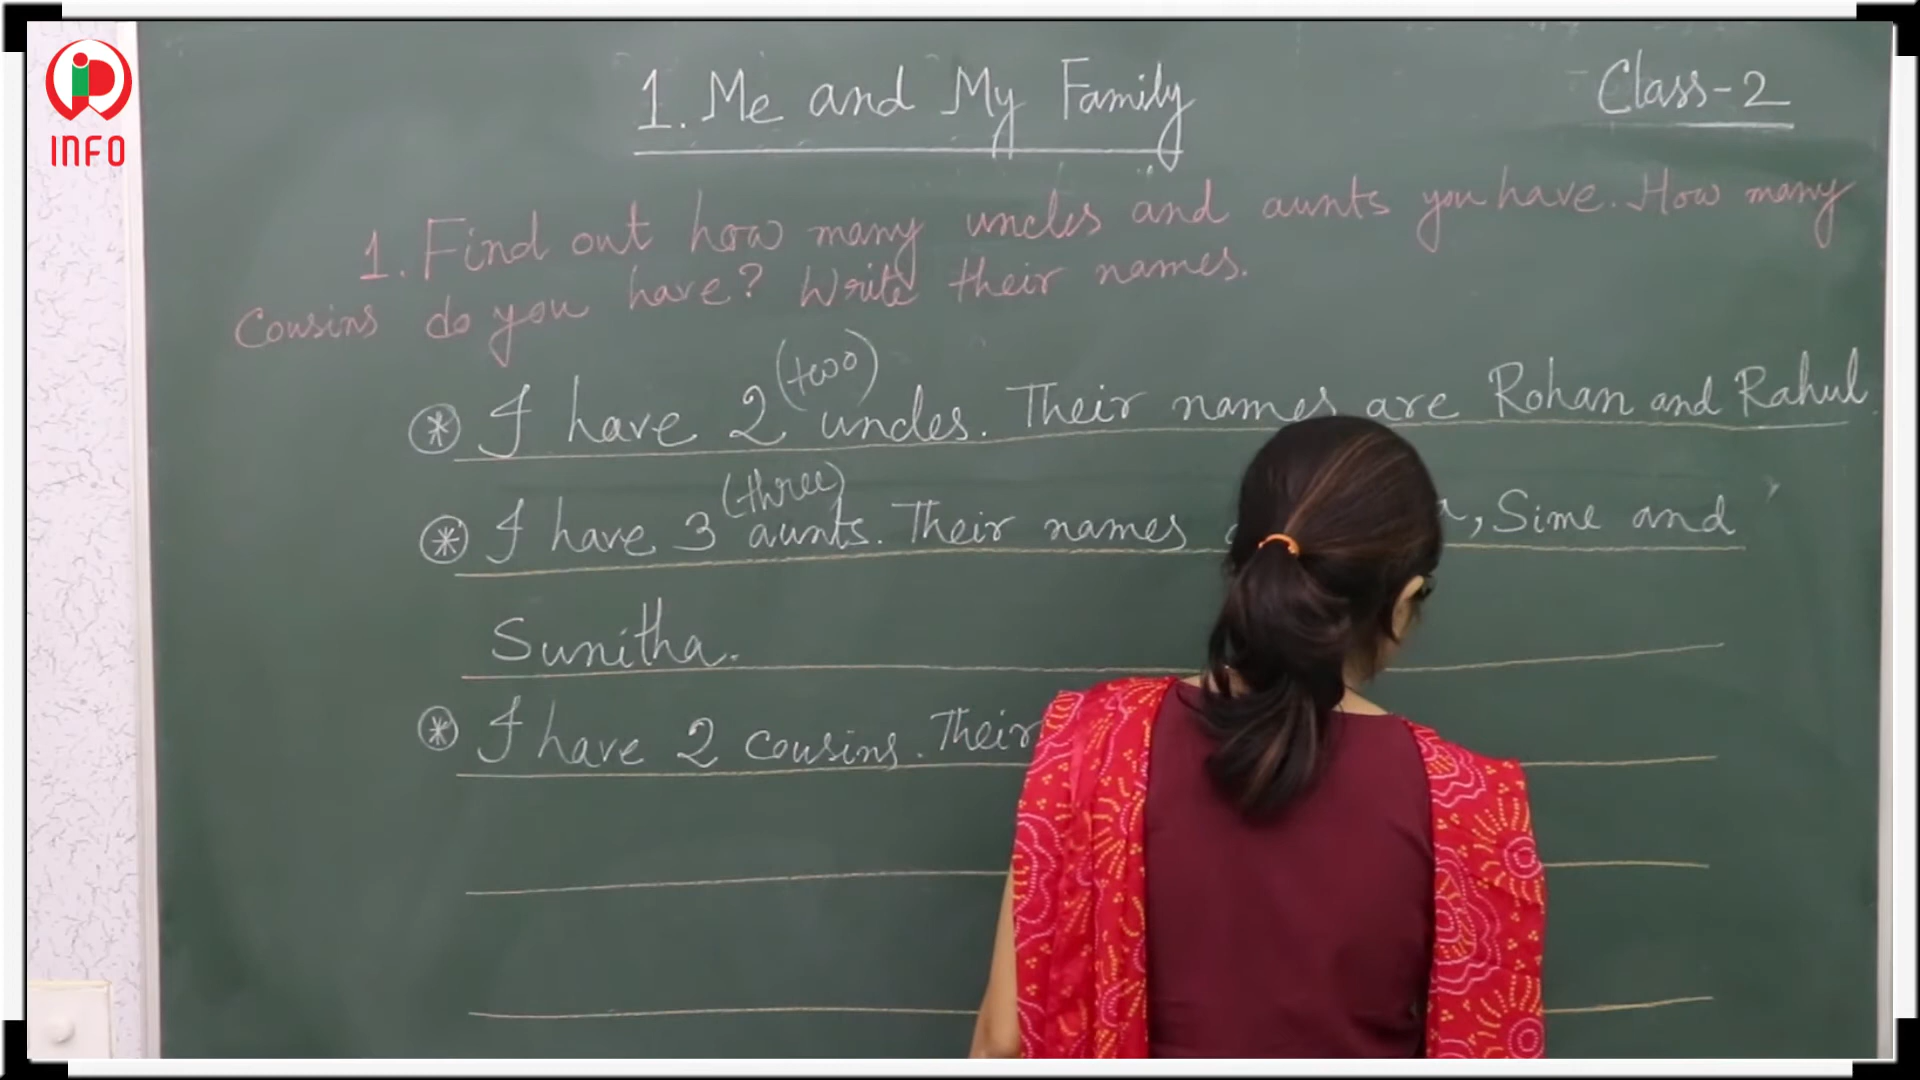 INFO
1. Me and My Family
Class-2
1. Find out how many uncles and aunts you have. How many
cousins do you have? Write their names.
(two)
I have 2 uncles. Their names are Rohan and Rahul.
(three)
I have 3 aunts. Their names , Sime and
Sunitha.
I have 2 cousins. Their